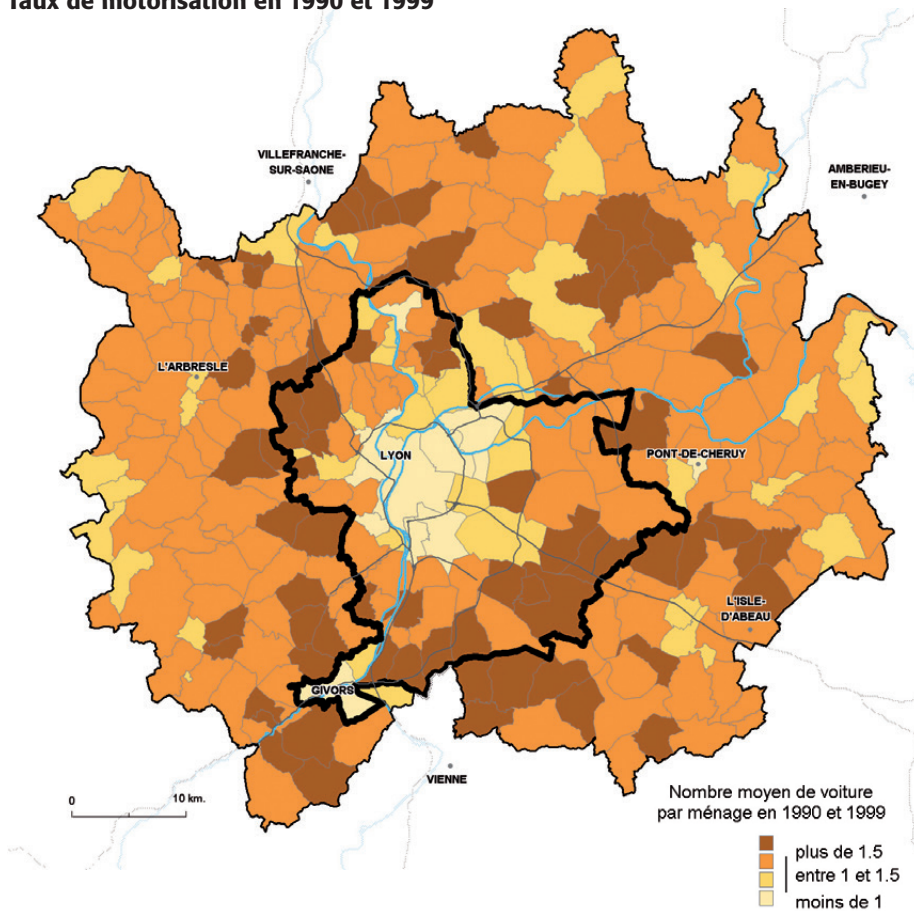 Taux de motorisation en 1990 et 1999
VILLEFRANCHE-
SUR-SAONE
AMBERIEU-
EN-BUGEY
L'ARBRESLE
LYON
PONT-DE-CHERUY
L'ISLE-
D'ABEAU
GIVORS
VIENNE
0 10 km.
Nombre moyen de voiture
par ménage en 1990 et 1999
plus de 1.5
entre 1 et 1.5
moins de 1